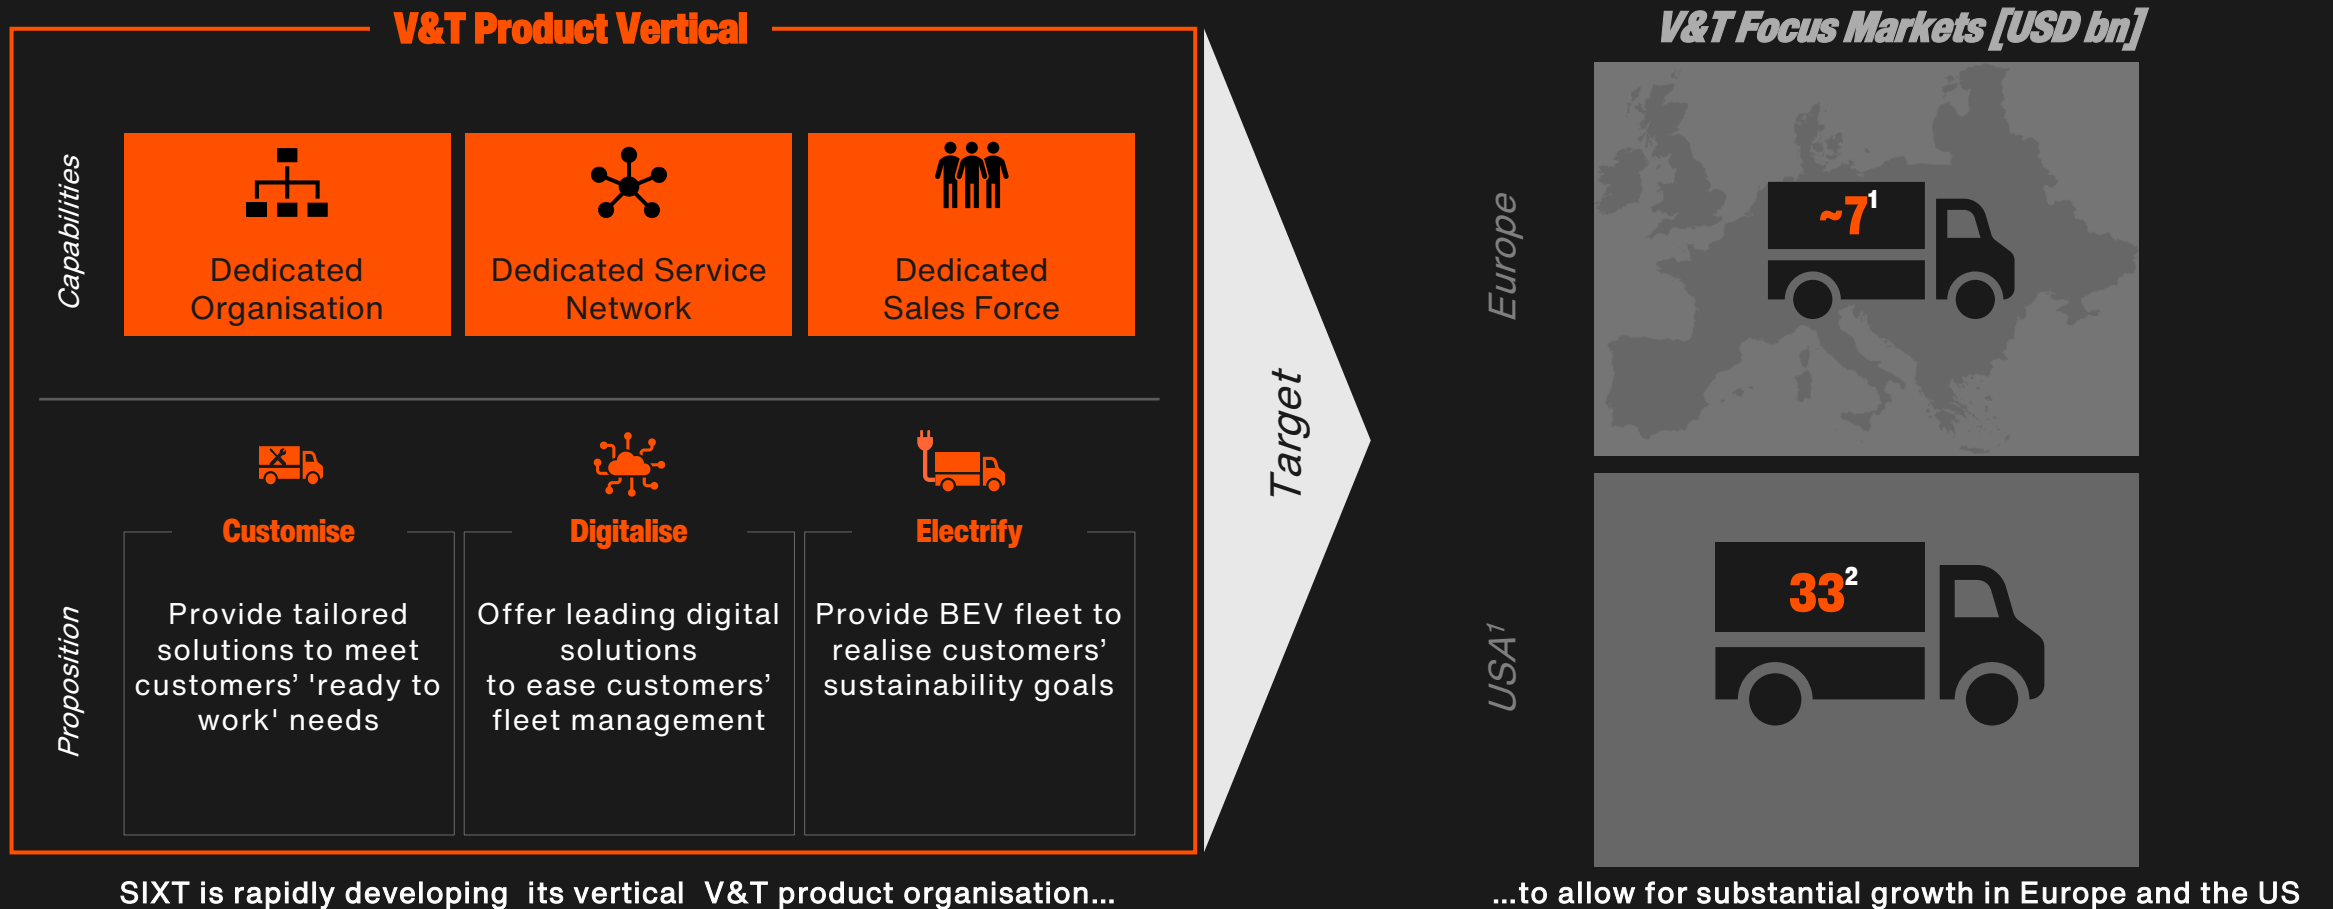 V&T Product Vertical
Capabilities
Dedicated
Organisation
Dedicated Service
Network
Dedicated
Sales Force
Proposition
Customise
Provide tailored
solutions to meet
customers’ 'ready to
work' needs
Digitalise
Offer leading digital
solutions
to ease customers’
fleet management
Electrify
Provide BEV fleet to
realise customers’
sustainability goals
SIXT is rapidly developing its vertical V&T product organisation...
Target
V&T Focus Markets [USD bn]
Europe
~7¹
USA¹
33²
...to allow for substantial growth in Europe and the US